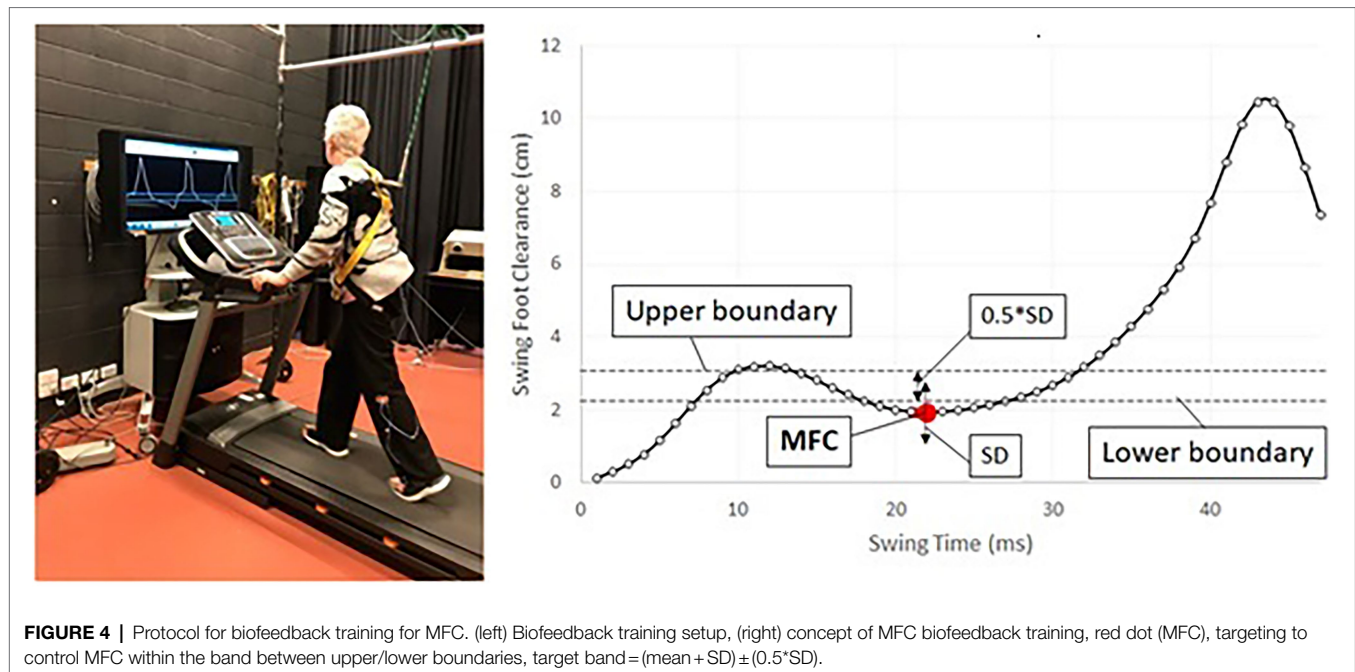 12
10
8
6
4
2
0
Swing Foot Clearance (cm)
Upper boundary
0.5*SD
MFC
SD
Lower boundary
0
10
20
30
40
Swing Time (ms)
FIGURE 4 | Protocol for biofeedback training for MFC. (left) Biofeedback training setup, (right) concept of MFC biofeedback training, red dot (MFC), targeting to
control MFC within the band between upper/lower boundaries, target band=(mean+SD)±(0.5*SD).